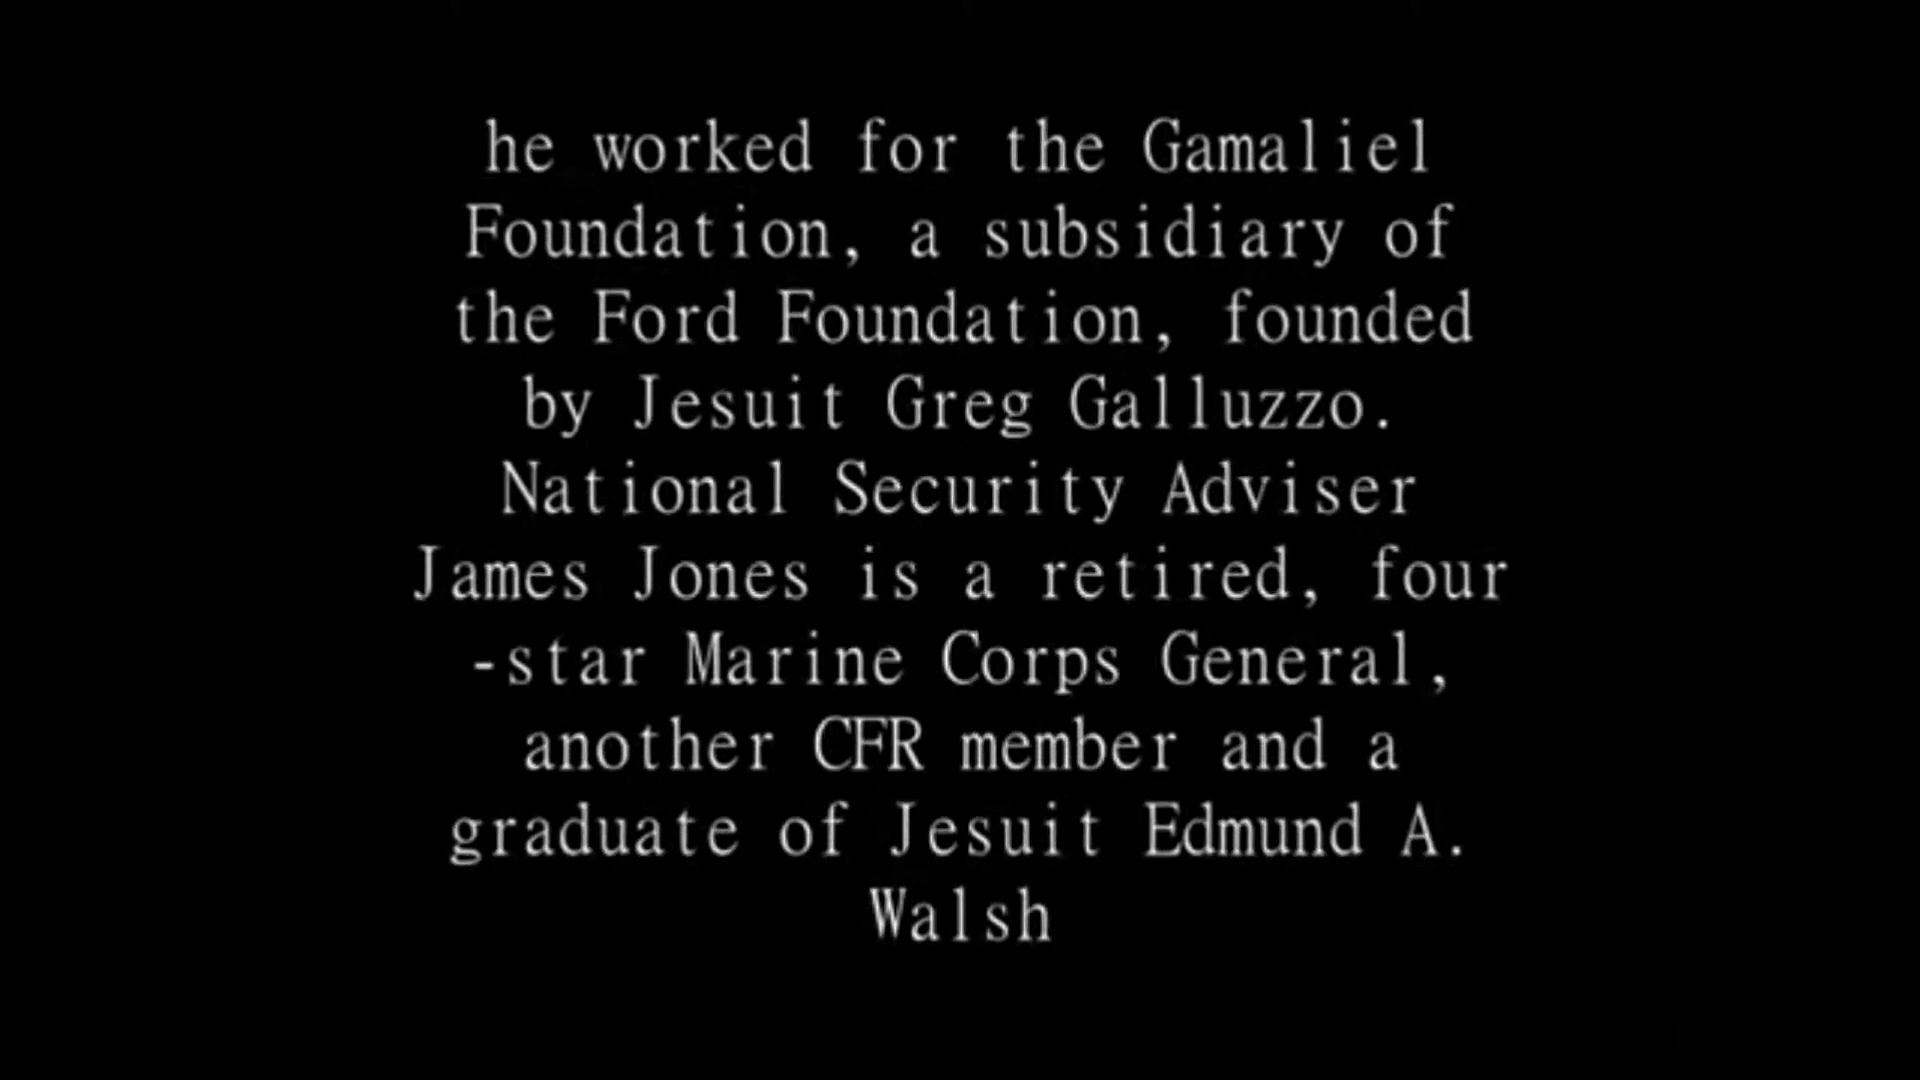 he worked for the Gamaliel
Foundation, a subsidiary of
the Ford Foundation, founded
by Jesuit Greg Galluzzo.
National Security Adviser
James Jones is a retired, four
-star Marine Corps General,
another CFR member and a
graduate of Jesuit Edmund A.
Walsh